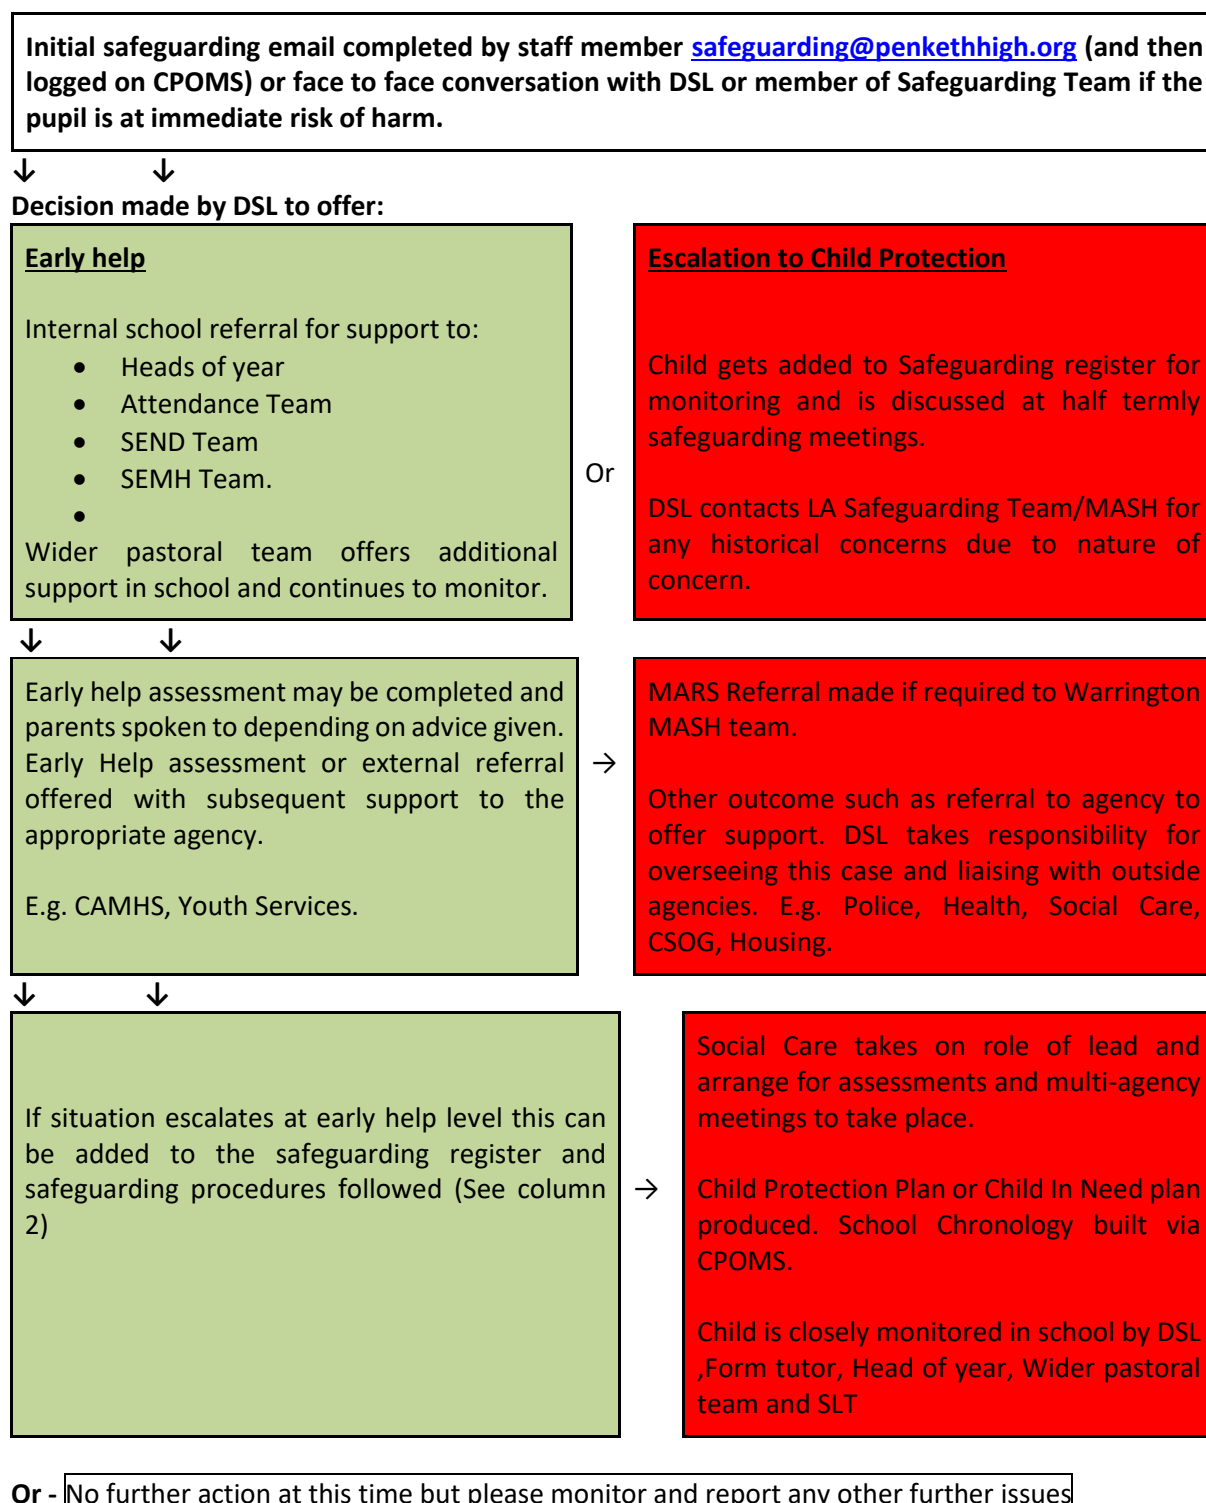 Initial safeguarding email completed by staff member safeguarding@penkethhigh.org (and then
logged on CPOMS) or face to face conversation with DSL or member of Safeguarding Team if the
pupil is at immediate risk of harm.
↓ ↓
Decision made by DSL to offer:
Early help
Internal school referral for support to:
• Heads of year
• Attendance Team
• SEND Team
• SEMH Team.
•
Wider pastoral team offers additional
support in school and continues to monitor.
Or
Escalation to Child Protection
Child gets added to Safeguarding register for
monitoring and is discussed at half termly
safeguarding meetings.
DSL contacts LA Safeguarding Team/MASH for
any historical concerns due to nature of
concern.
↓ ↓
Early help assessment may be completed and
parents spoken to depending on advice given.
Early Help assessment or external referral
offered with subsequent support to the
appropriate agency.
E.g. CAMHS, Youth Services.
→
MARS Referral made if required to Warrington
MASH team.
Other outcome such as referral to agency to
offer support. DSL takes responsibility for
overseeing this case and liaising with outside
agencies. E.g. Police, Health, Social Care,
CSOG, Housing.
↓ ↓
If situation escalates at early help level this can
be added to the safeguarding register and
safeguarding procedures followed (See column
2)
→
Social Care takes on role of lead and
arrange for assessments and multi-agency
meetings to take place.
Child Protection Plan or Child In Need plan
produced. School Chronology built via
CPOMS.
Child is closely monitored in school by DSL
,Form tutor, Head of year, Wider pastoral
team and SLT
Or - No further action at this time but please monitor and report any other further issues